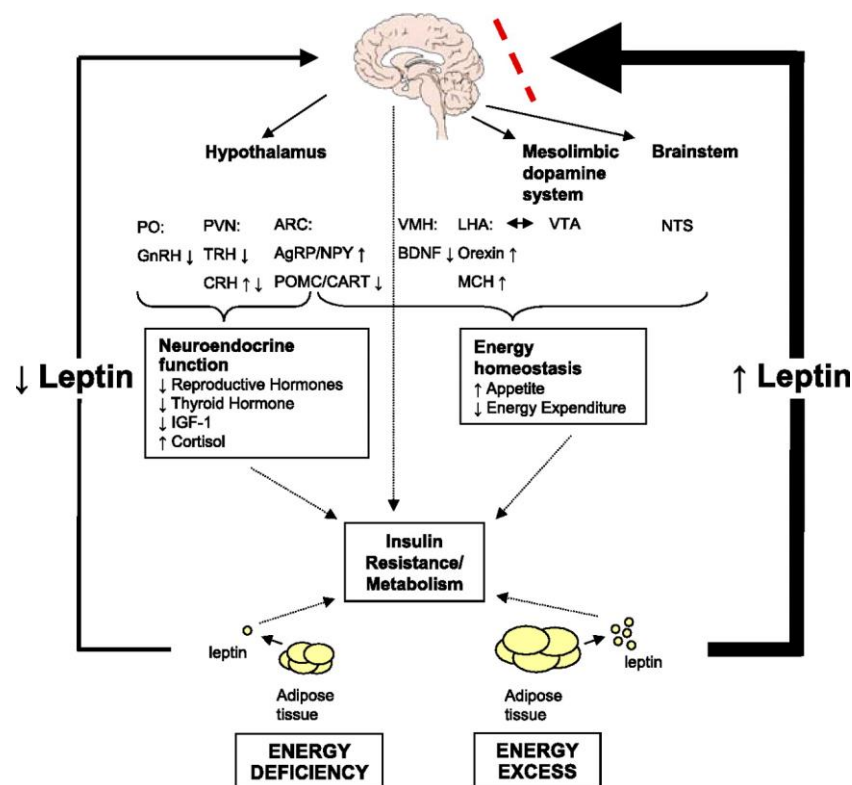 Hypothalamus
Mesolimbic
dopamine
system
Brainstem
PO: PVN: ARC: VMH: LHA: ↔ VTA NTS
GnRH ↓ TRH ↓ AgRP/NPY ↑ BDNF ↓ Orexin ↑
CRH ↑ ↓ POMC/CART ↓ MCH ↑
↓ Leptin
Neuroendocrine
function
↓ Reproductive Hormones
↓ Thyroid Hormone
↓ IGF-1
↑ Cortisol
Energy
homeostasis
↑ Appetite
↓ Energy Expenditure
↑ Leptin
Insulin
Resistance/
Metabolism
leptin
Adipose
tissue
leptin
Adipose
tissue
ENERGY
DEFICIENCY
ENERGY
EXCESS